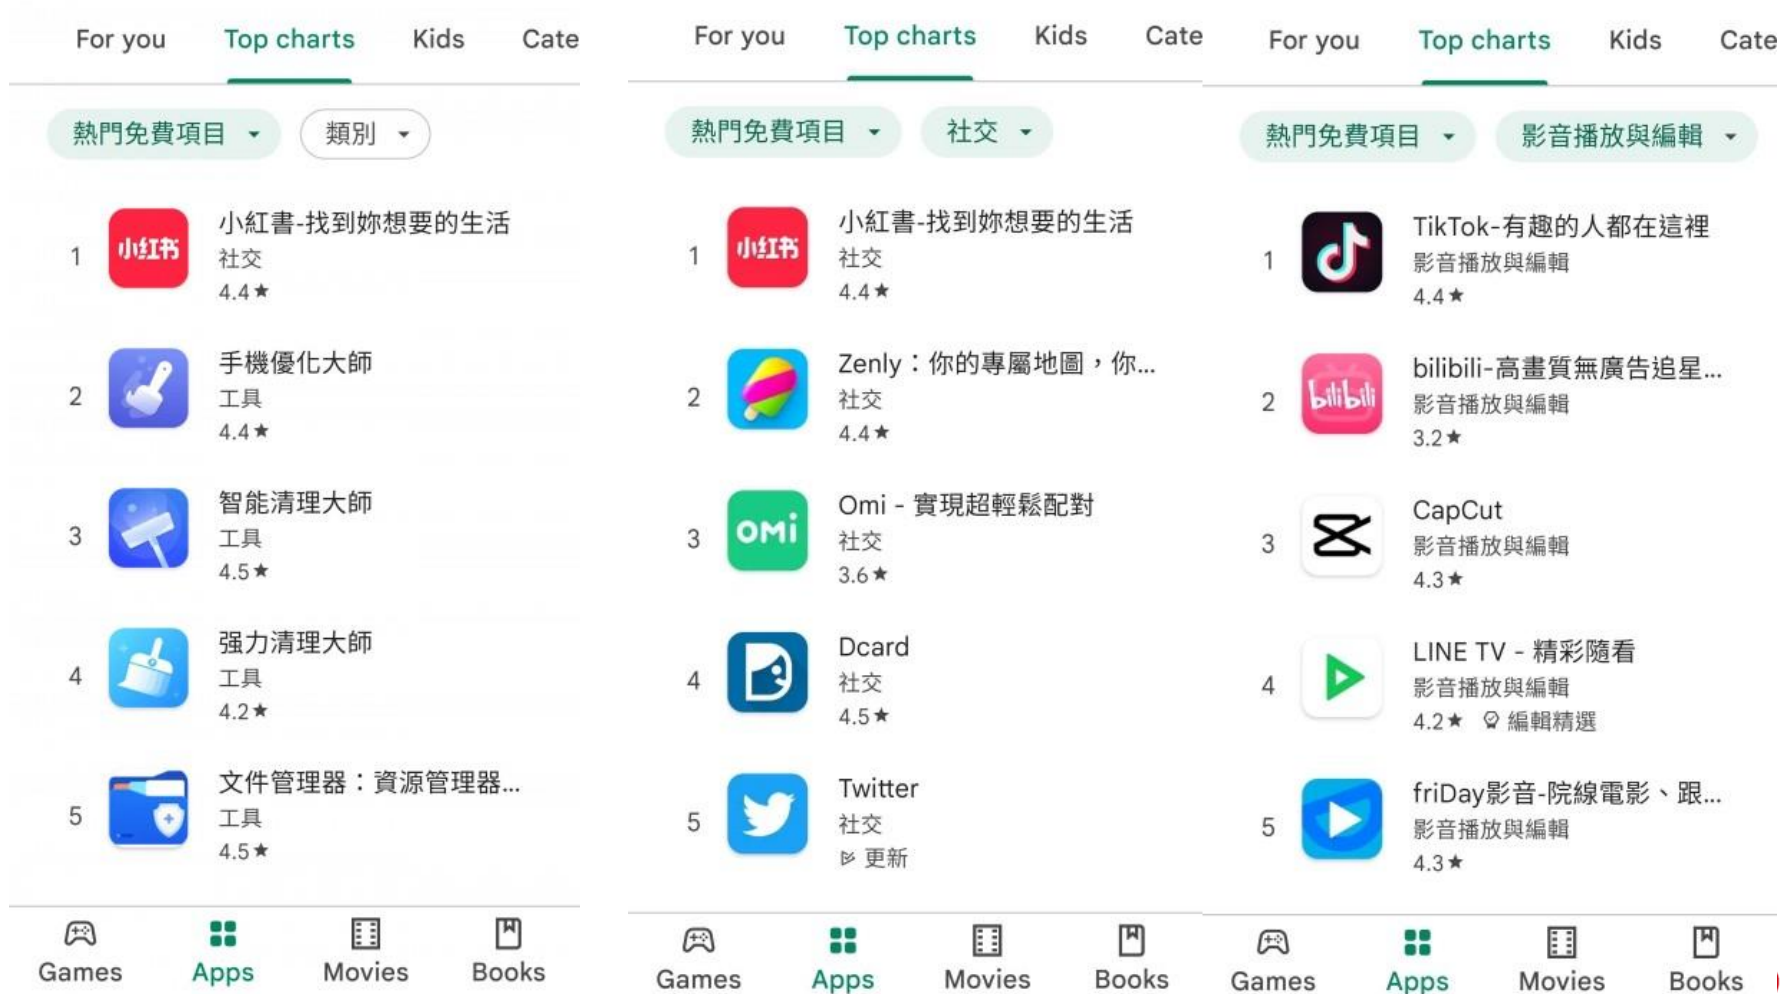 For you Top charts Kids Cate
熱門免費項目 類別
1
小红书
小紅書-找到妳想要的生活
社交
4.4★
2
手機優化大師
工具
4.4★
3
智能清理大師
工具
4.5★
4
强力清理大師
工具
4.2★
5
文件管理器：資源管理器...
工具
4.5★
Games Apps Movies Books
For you Top charts Kids Cate
熱門免費項目 社交
1
小红书
小紅書-找到妳想要的生活
社交
4.4★
2
Zenly：你的專屬地圖，你...
社交
4.4★
3
OMi
Omi - 實現超輕鬆配對
社交
3.6★
4
Dcard
社交
4.5★
5
Twitter
社交
更新
Games Apps Movies Books
For you Top charts Kids Cate
熱門免費項目 影音播放與編輯
1
TikTok-有趣的人都在這裡
影音播放與編輯
4.4★
2
bilibili
bilibili-高畫質無廣告追星...
影音播放與編輯
3.2★
3
CapCut
影音播放與編輯
4.3★
4
LINE TV - 精彩隨看
影音播放與編輯
4.2★ 編輯精選
5
friDay影音-院線電影、跟...
影音播放與編輯
4.3★
Games Apps Movies Books